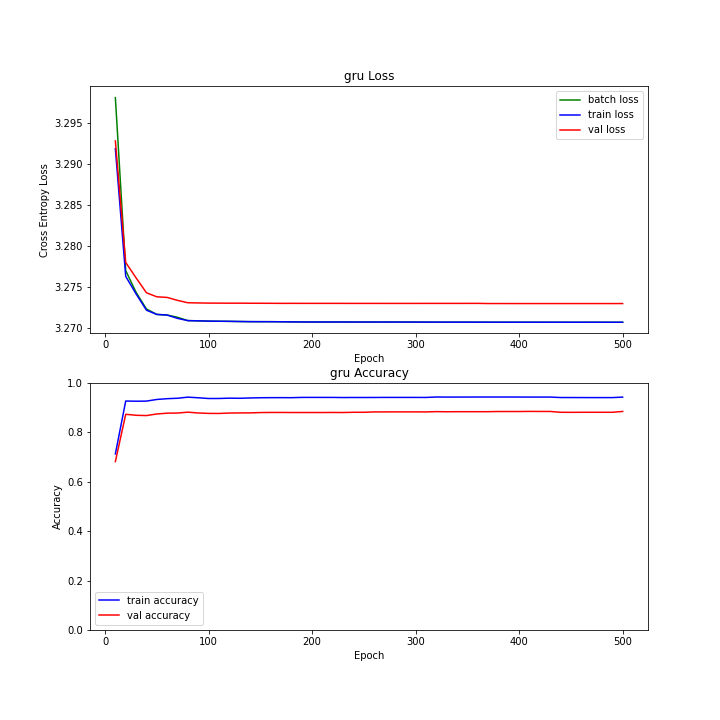 gru Loss
batch loss
train loss
val loss
Cross Entropy Loss
3.295
3.290
3.285
3.280
3.275
3.270
0 100 200 300 400 500
Epoch
gru Accuracy
Accuracy
1.0
0.8
0.6
0.4
0.2
0.0
train accuracy
val accuracy
0 100 200 300 400 500
Epoch